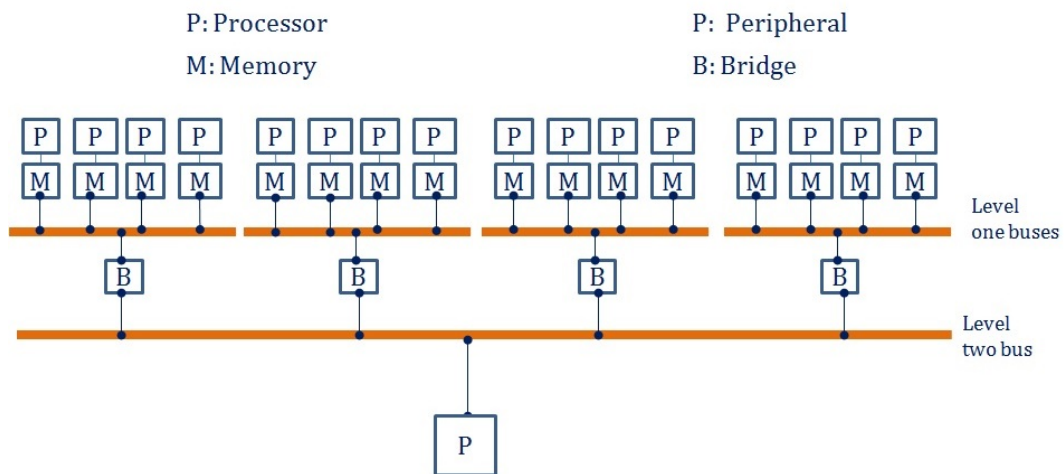 P: Processor P: Peripheral
M: Memory B: Bridge
P P P P P P P P P P P P P P P P
M M M M M M M M M M M M M M M M
Level
one buses
B B B B
Level
two bus
P